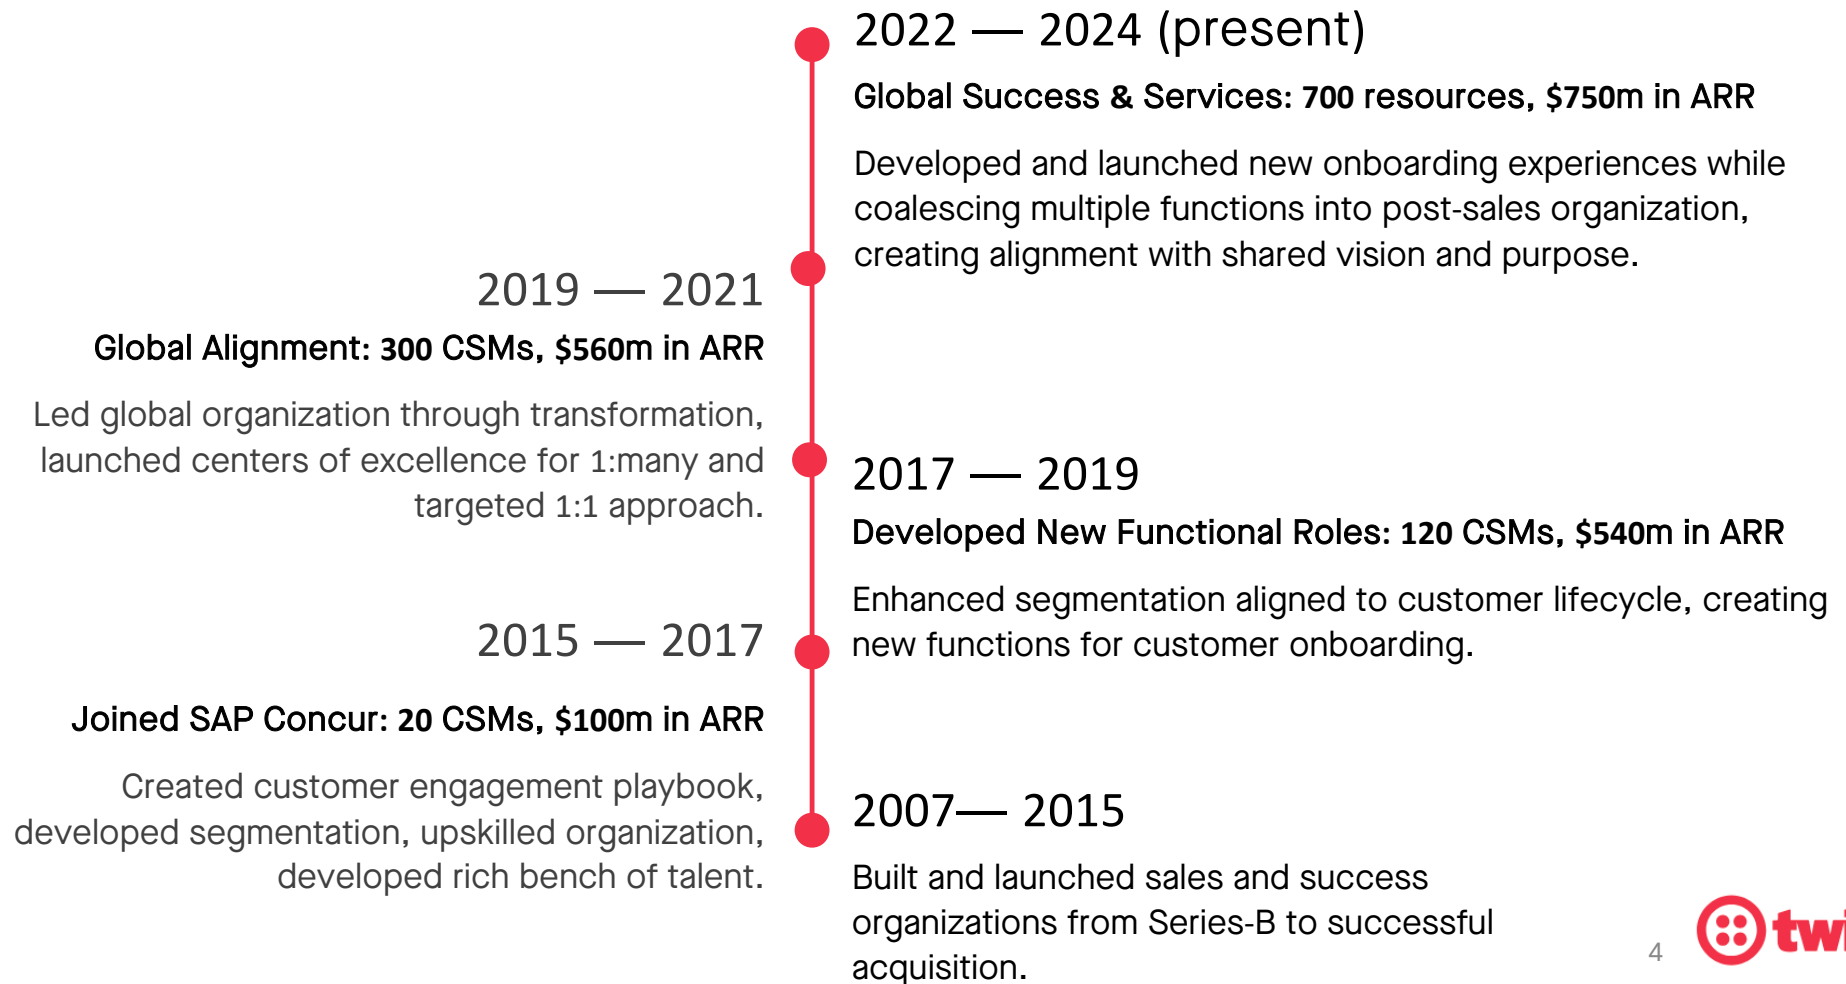 2022 — 2024 (present)
Global Success & Services: 700 resources, $750m in ARR
Developed and launched new onboarding experiences while
coalescing multiple functions into post-sales organization,
creating alignment with shared vision and purpose.
2019 — 2021
Global Alignment: 300 CSMs, $560m in ARR
Led global organization through transformation,
launched centers of excellence for 1:many and
targeted 1:1 approach.
2017 — 2019
Developed New Functional Roles: 120 CSMs, $540m in ARR
Enhanced segmentation aligned to customer lifecycle, creating
new functions for customer onboarding.
2015 — 2017
Joined SAP Concur: 20 CSMs, $100m in ARR
Created customer engagement playbook,
developed segmentation, upskilled organization,
developed rich bench of talent.
2007— 2015
Built and launched sales and success
organizations from Series-B to successful
acquisition.
4
twi